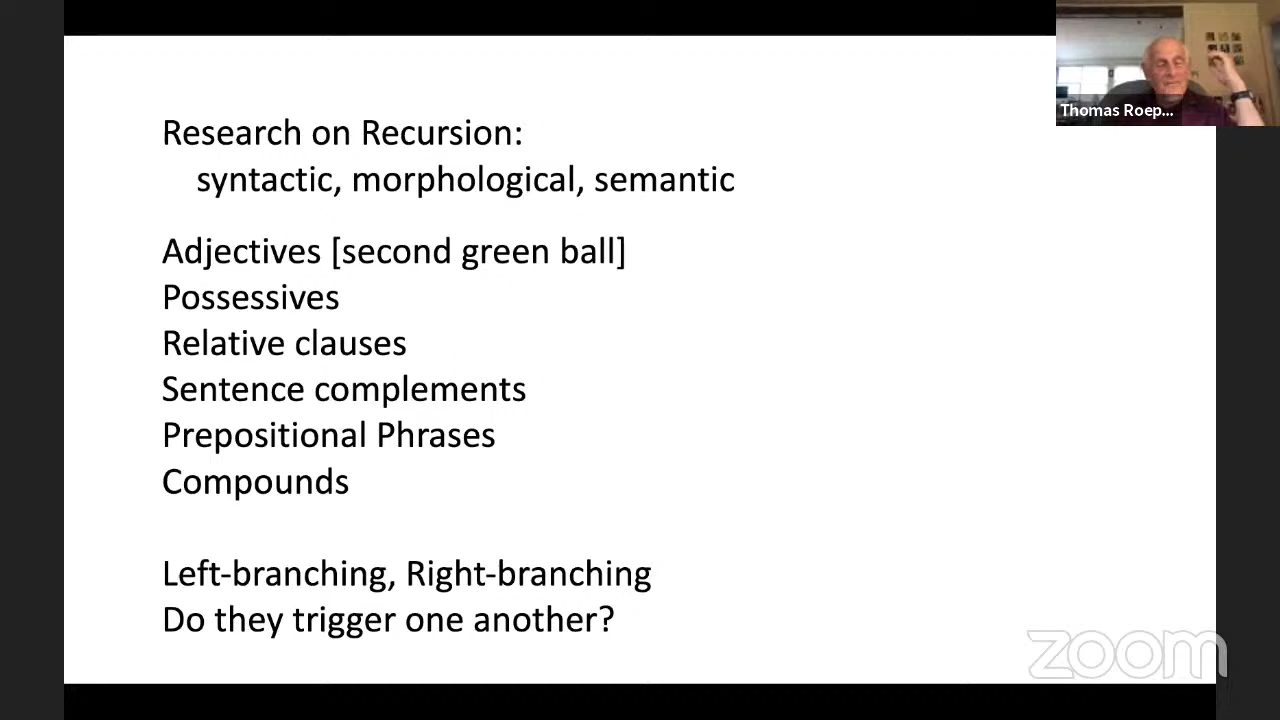 Research on Recursion:
syntactic, morphological, semantic
Adjectives [second green ball]
Possessives
Relative clauses
Sentence complements
Prepositional Phrases
Compounds
Left-branching, Right-branching
Do they trigger one another?
Thomas Roep...
zoom